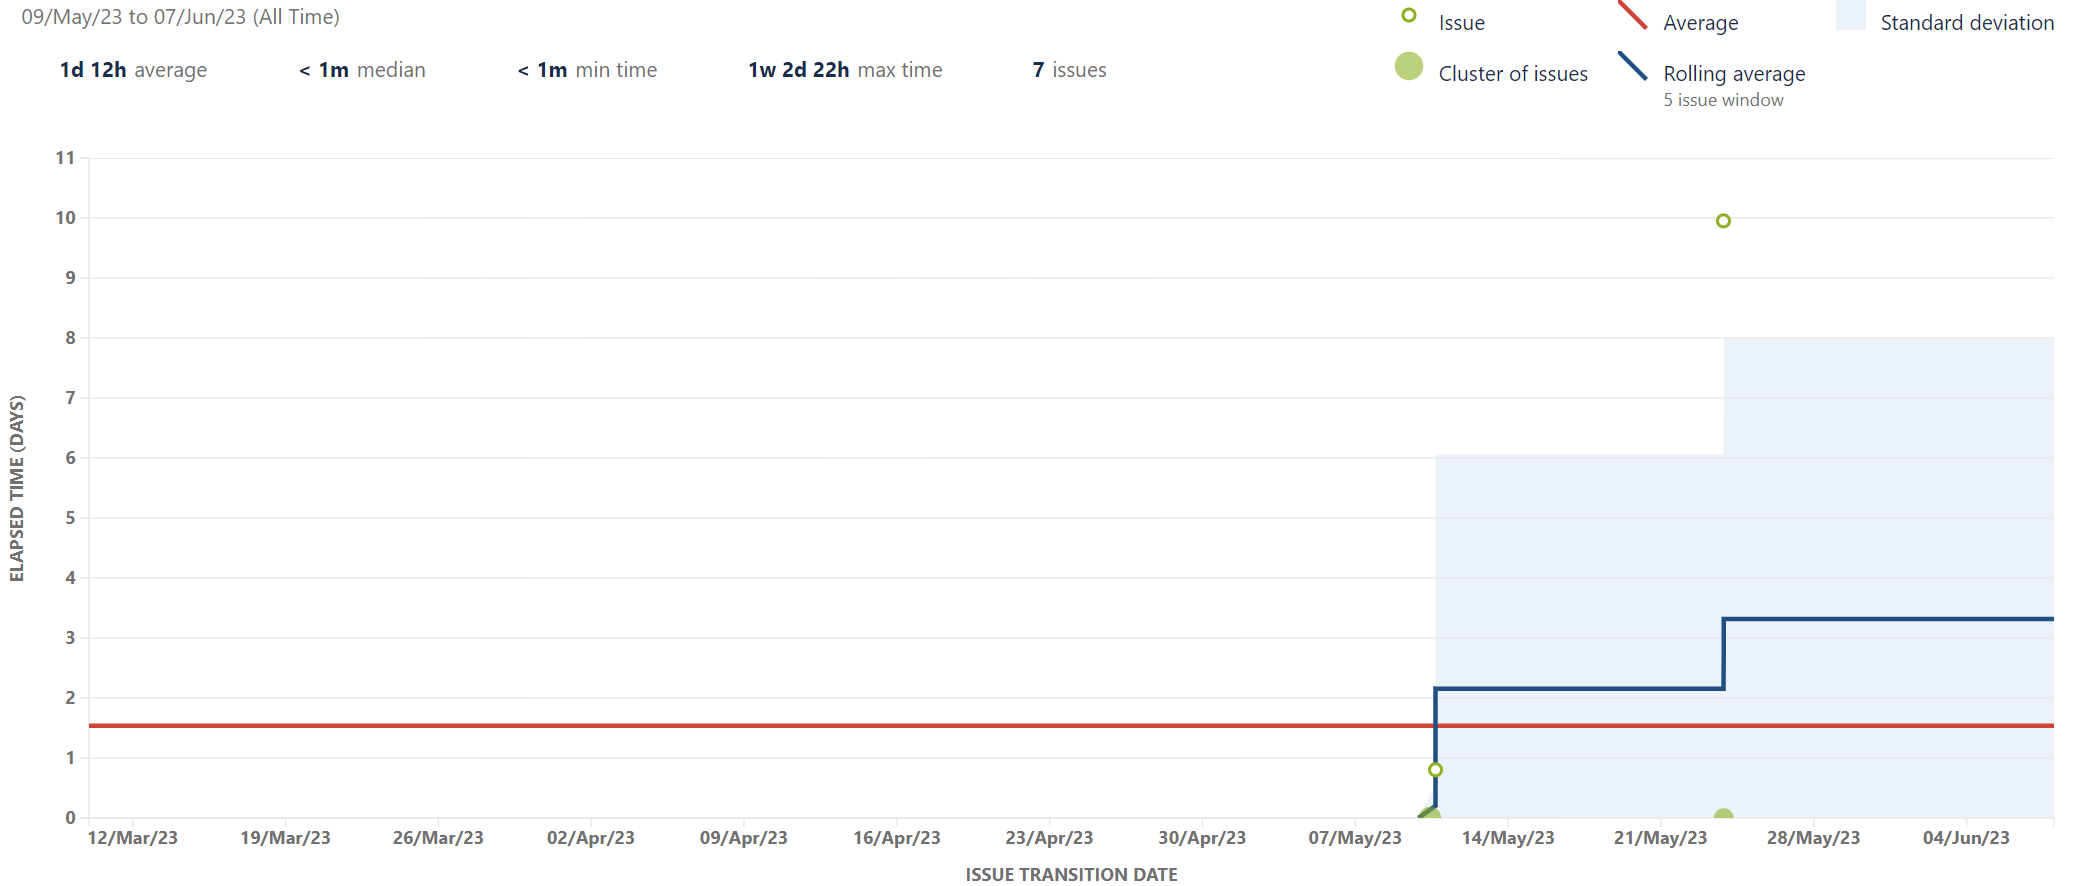 09/May/23 to 07/Jun/23 (All Time)
Issue Average Standard deviation
1d 12h average < 1m median < 1m min time 1w 2d 22h max time 7 issues
Cluster of issues Rolling average
5 issue window
11
10
9
8
7
6
5
4
3
2
1
0
ELAPSED TIME (DAYS)
12/Mar/23 19/Mar/23 26/Mar/23 02/Apr/23 09/Apr/23 16/Apr/23 23/Apr/23 30/Apr/23 07/May/23 14/May/23 21/May/23 28/May/23 04/Jun/23
ISSUE TRANSITION DATE